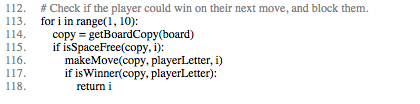 112. # Check if the player could win on their next move, and block them.
113. for i in range(1, 10):
114.     copy = getBoardCopy(board)
115.     if isSpaceFree(copy, i):
116.         makeMove(copy, playerLetter, i)
117.         if isWinner(copy, playerLetter):
118.             return i